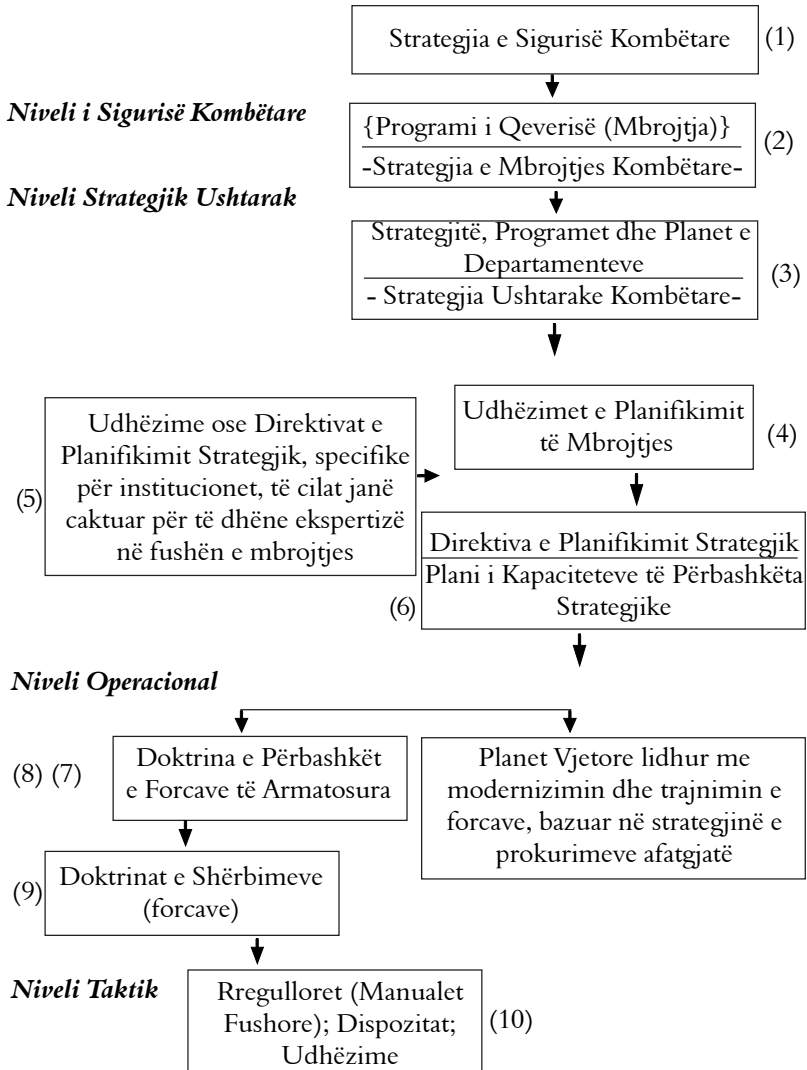 Strategjia e Sigurisë Kombëtare
(1)
Niveli i Sigurisë Kombëtare
{Programi i Qeverisë (Mbrojtja)}
-Strategjia e Mbrojtjes Kombëtare-
(2)
Niveli Strategjik Ushtarak
Strategjitë, Programet dhe Planet e
Departamenteve
- Strategjia Ushtarake Kombëtare-
(3)
Udhëzimet e Planifikimit
të Mbrojtjes
(4)
Udhëzime ose Direktivat e
Planifikimit Strategjik, specifike
për institucionet, të cilat janë
caktuar për të dhëne ekspertizë
në fushën e mbrojtjes
(5)
Direktiva e Planifikimit Strategjik
Plani i Kapaciteteve të Përbashkëta
Strategjike
(6)
Niveli Operacional
(8) (7)
Doktrina e Përbashkët
e Forcave të Armatosura
Planet Vjetore lidhur me
modernizimin dhe trajnimin e
forcave, bazuar në strategjinë e
prokurimeve afatgjatë
(9)
Doktrinat e Shërbimeve
(forcave)
Niveli Taktik
Rregulloret (Manualet
Fushore); Dispozitat;
Udhëzime
(10)